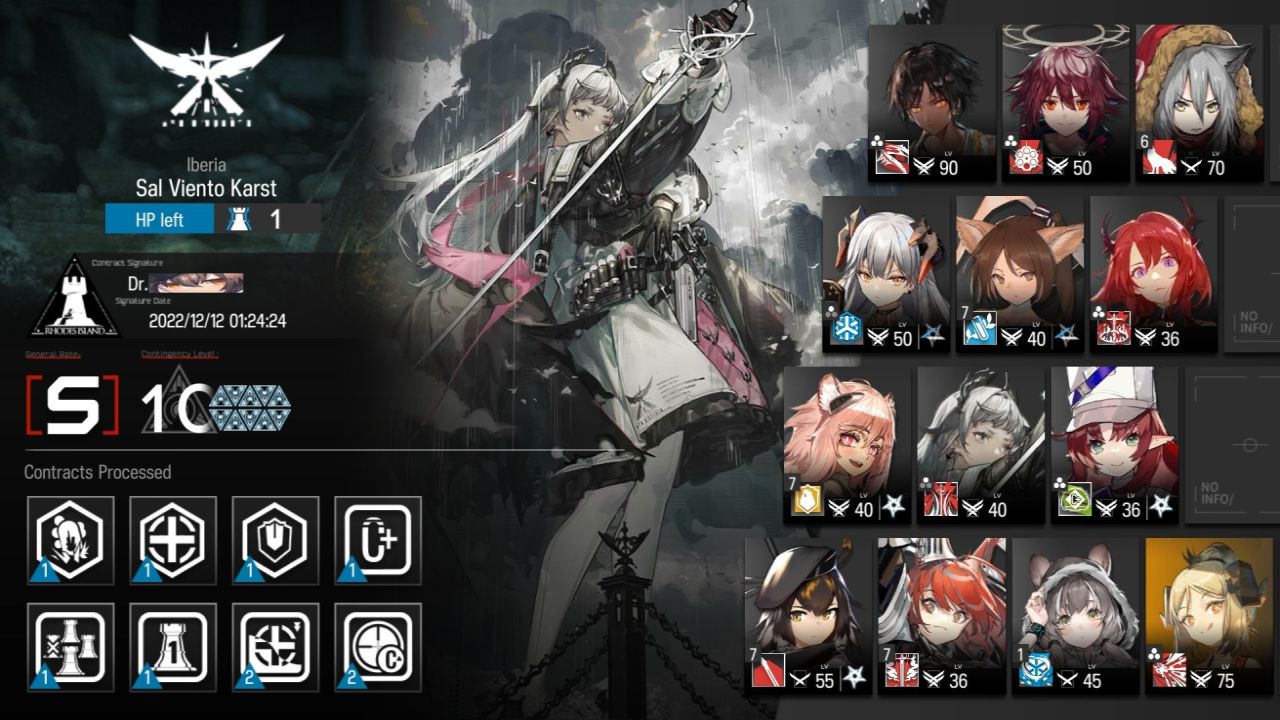 Iberia
Sal Viento Karst
HP left
1
Contract Signature
Dr.
Signature Date
RHODES ISLAND
2022/12/12 01:24:24
General Rate:
Contingency Level:
[S]
10
Contracts Processed
1
1
1
1
1
1
1
2
2
LV
90
LV
50
6
LV
70
LV
50
7
LV
40
LV
36
NO
INFO/
7
LV
40
LV
40
LV
36
NO
INFO/
7
LV
55
7
LV
36
1
LV
45
LV
75